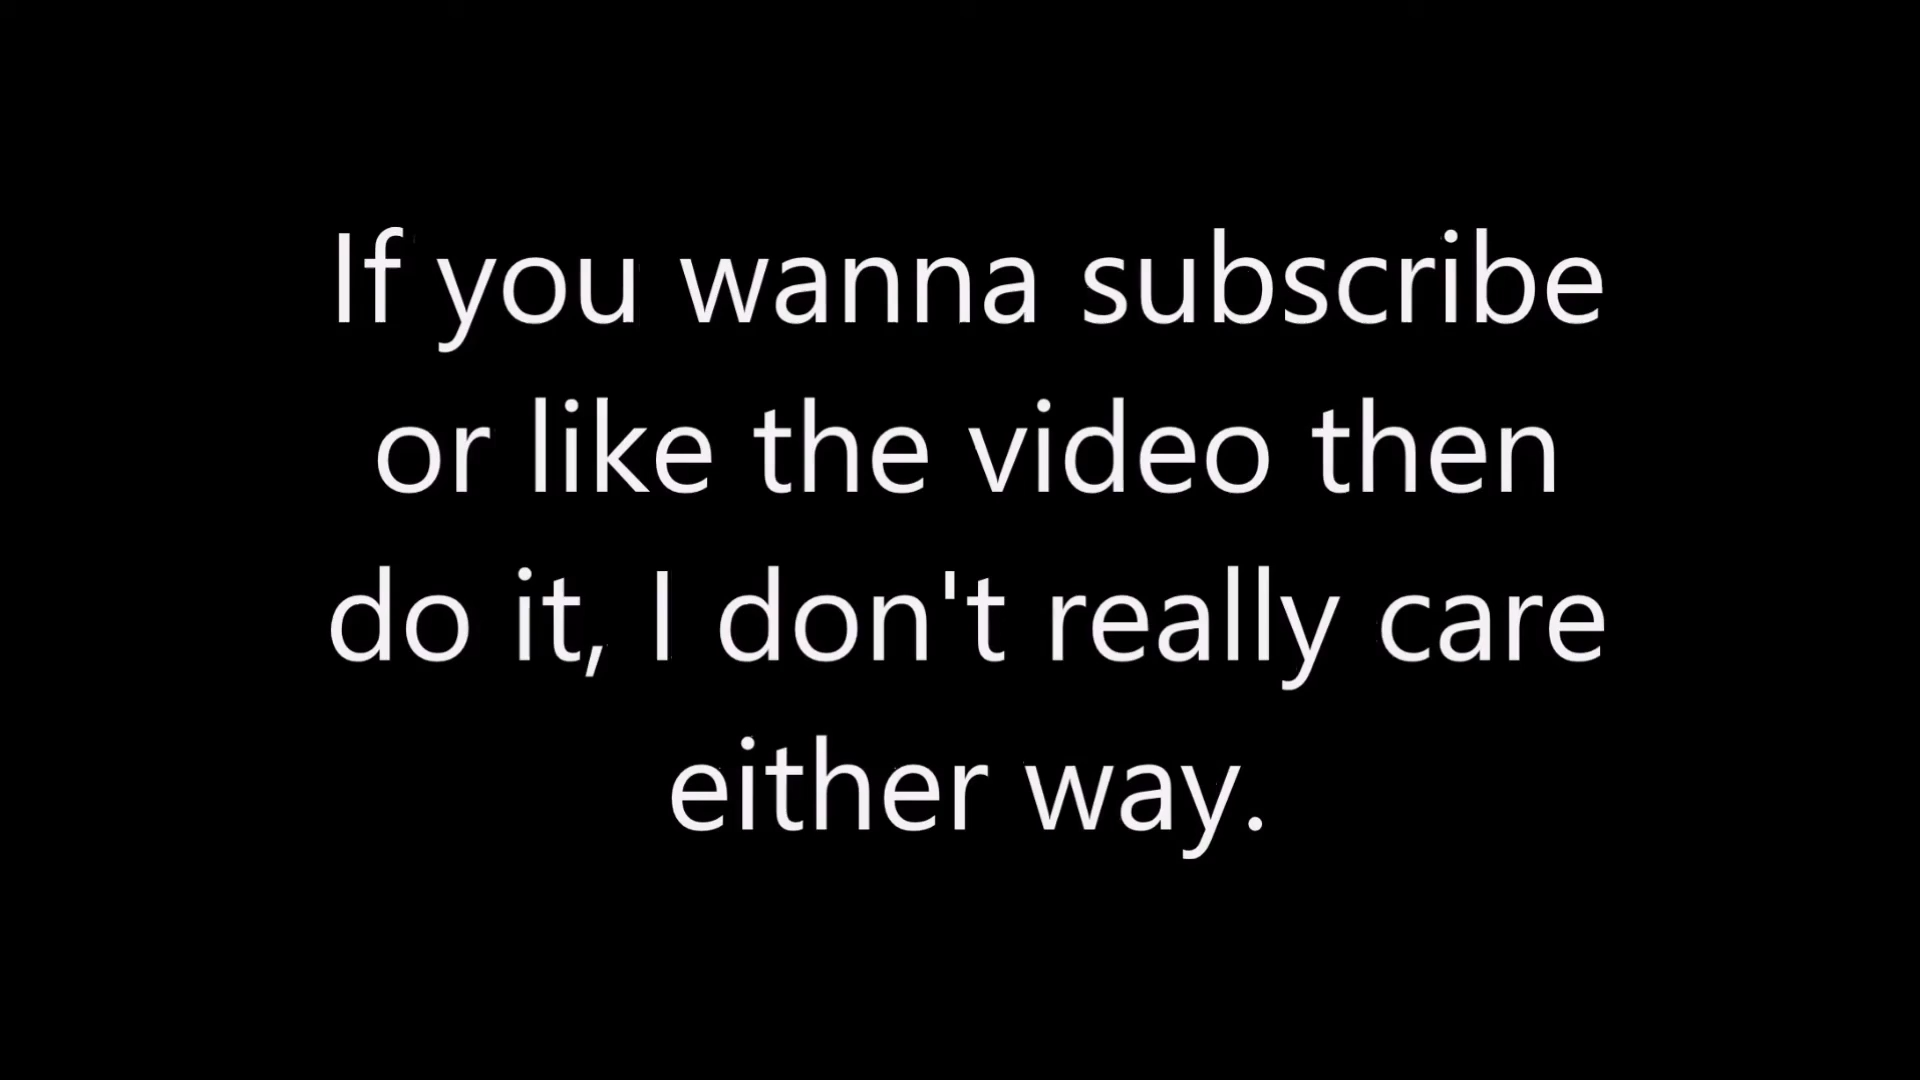 If you wanna subscribe
or like the video then
do it, I don't really care
either way.